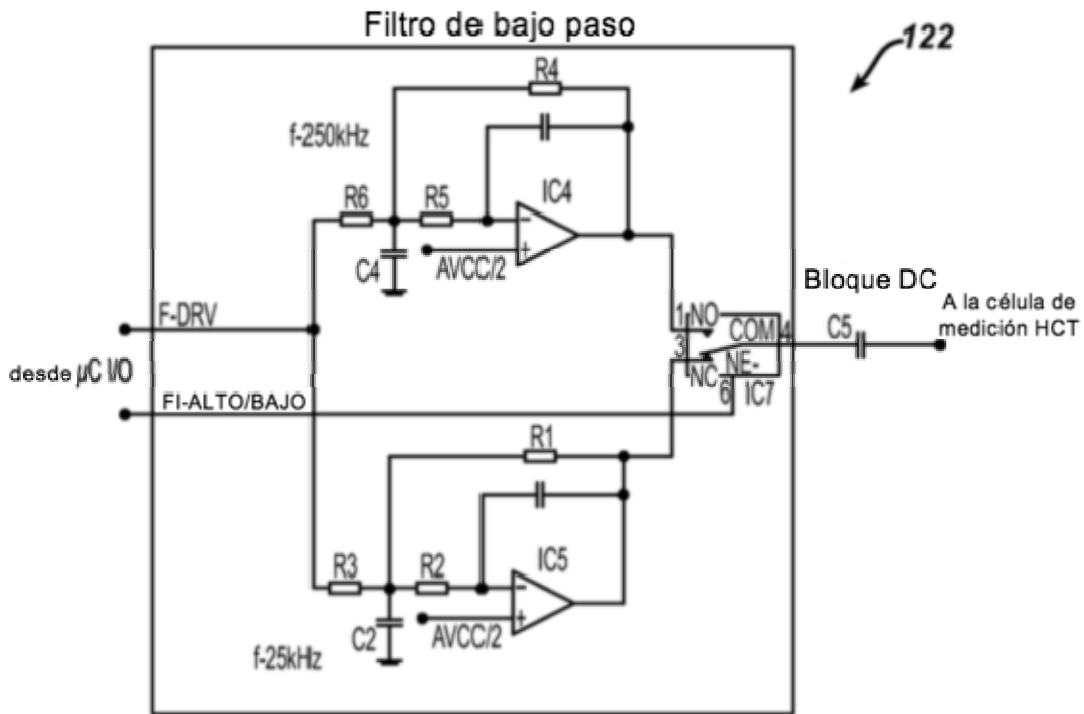 Filtro de bajo paso
122
R4
f-250kHz
IC4
R6
R5
C4
AVCC/2
Bloque DC
F-DRV
1
NO
COM
4
C5
A la célula de
medición HCT
3
desde µC I/O
NC
NE-
6
IC7
FI-ALTO/BAJO
R1
IC5
R3
R2
C2
AVCC/2
f-25kHz